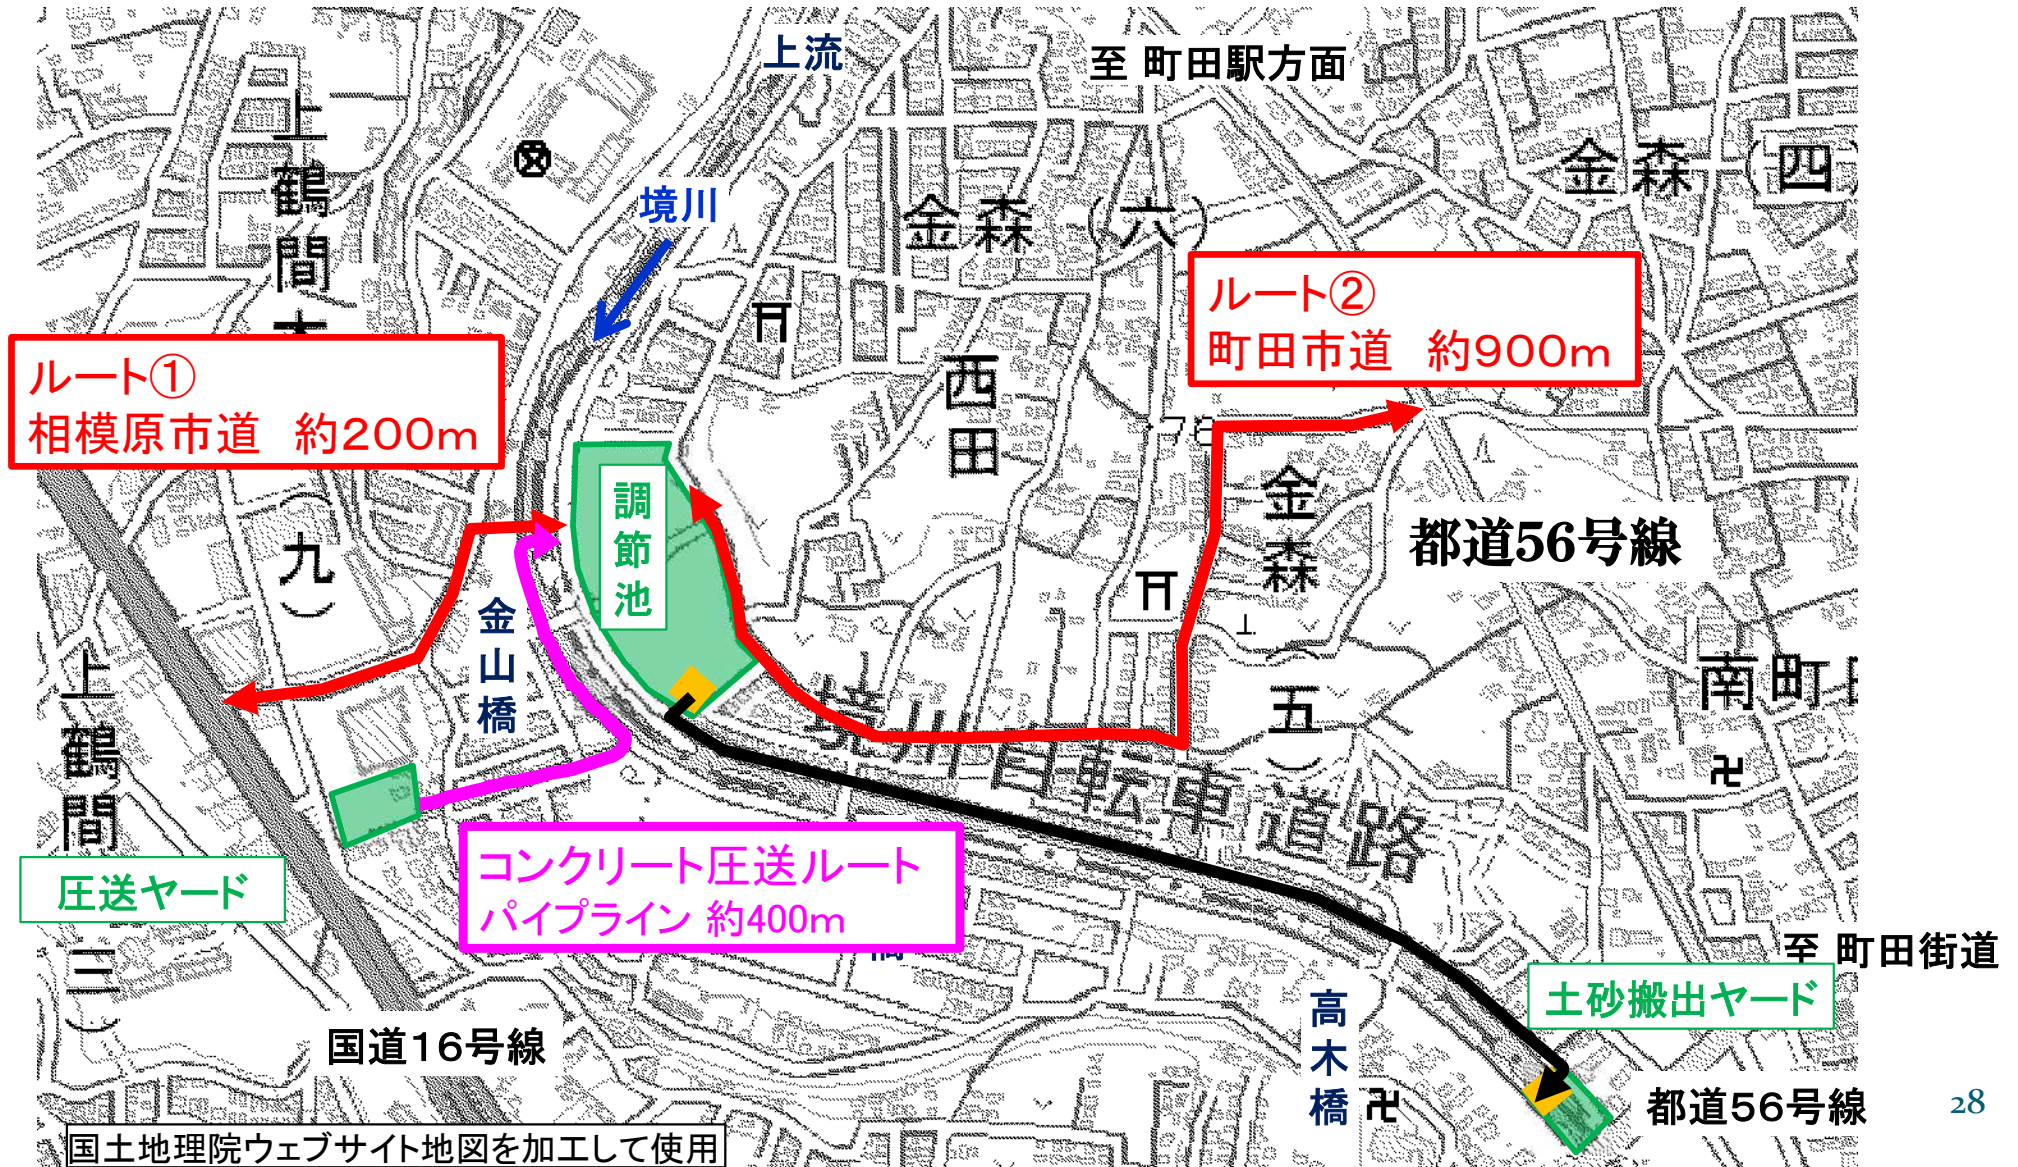 上流
至 町田駅方面
上鶴間本
境川
金森(六)
金森(四
ルート②
町田市道 約900m
ルート①
相模原市道 約200m
西田
78
調節池
九)
金森
都道56号線
金山橋
(五)
南町田
上鶴間
境川自転車道路
圧送ヤード
コンクリート圧送ルート
パイプライン 約400m
橋
三)
至 町田街道
土砂搬出ヤード
国道16号線
高木橋
都道56号線
28
国土地理院ウェブサイト地図を加工して使用